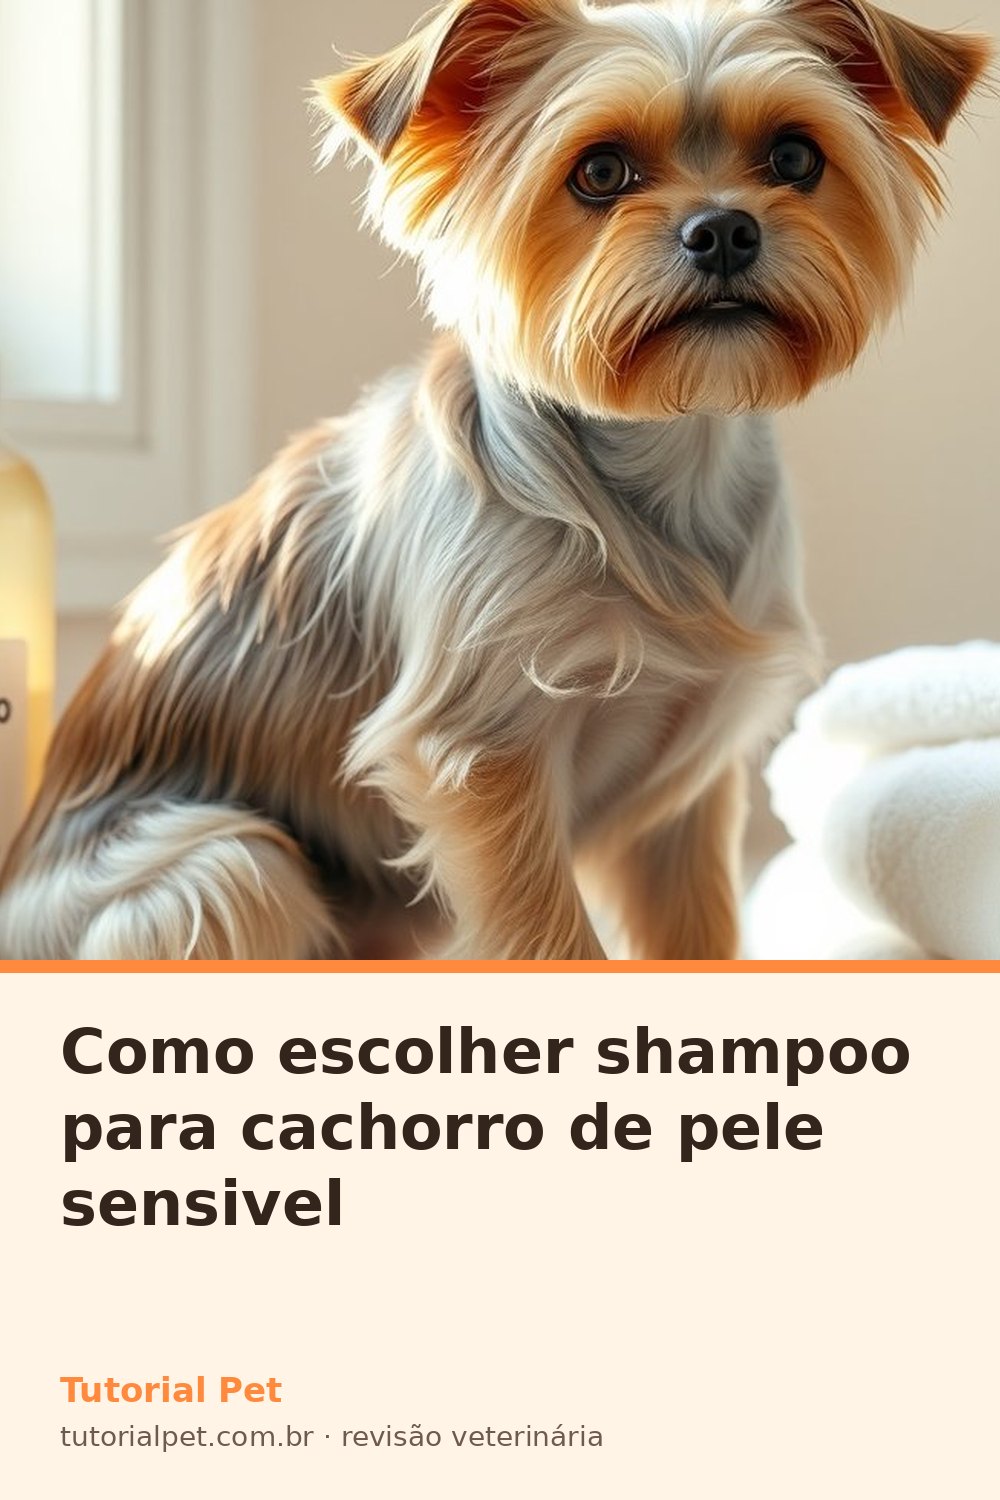 Como escolher shampoo
para cachorro de pele
sensivel
Tutorial Pet
tutorialpet.com.br · revisão veterinária